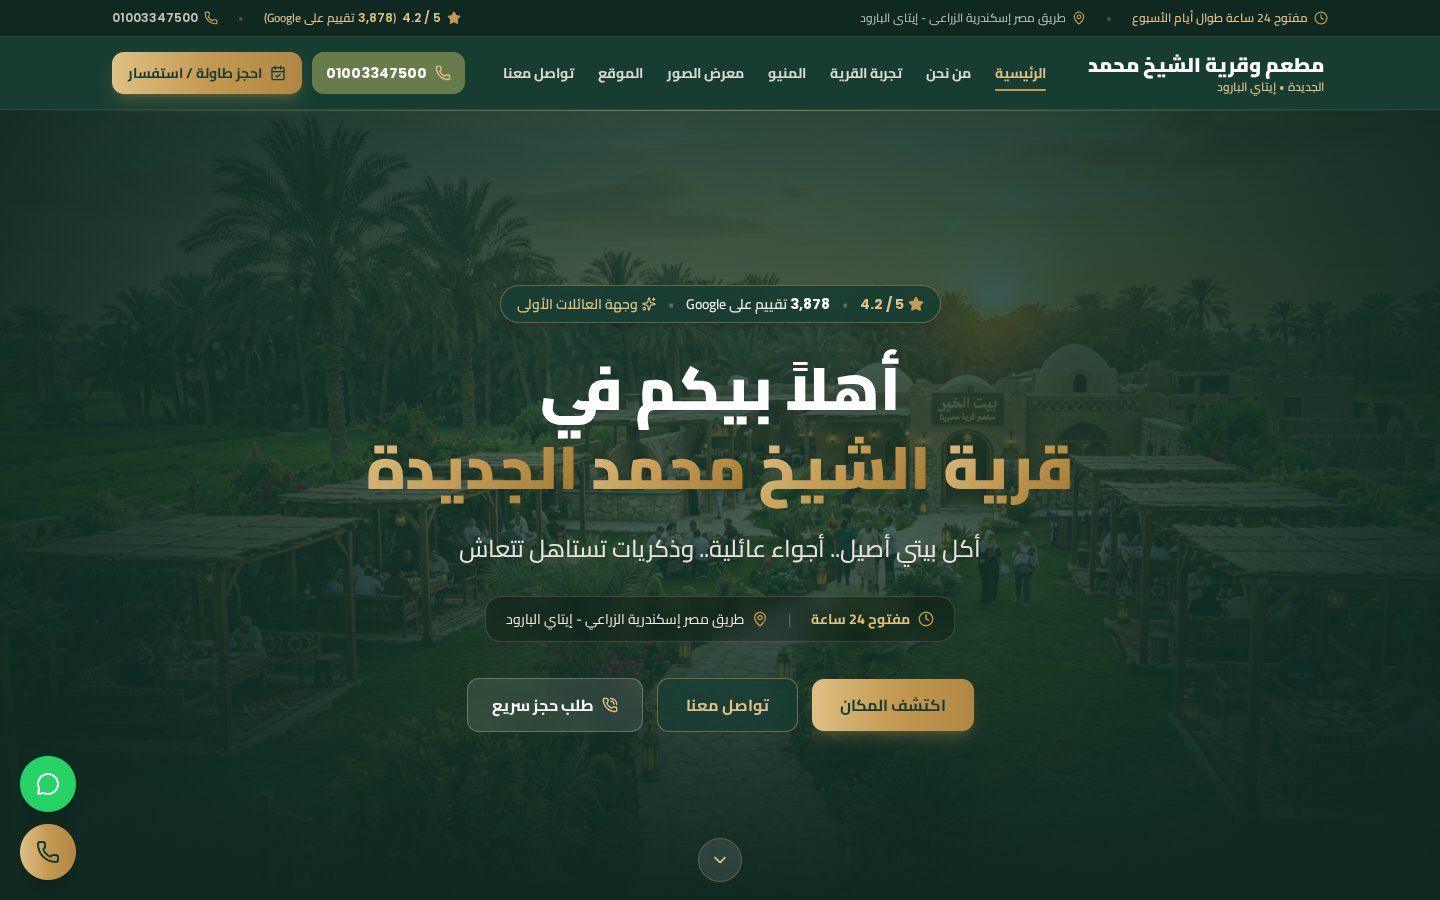 مفتوح 24 ساعة طوال أيام الأسبوع • طريق مصر إسكندرية الزراعي - إيتاي البارود
4.2 / 5 (3,878 تقييم على Google) • 01003347500
مطعم وقرية الشيخ محمد
الجديدة • إيتاي البارود
الرئيسية
من نحن
تجربة القرية
المنيو
معرض الصور
الموقع
تواصل معنا
01003347500
احجز طاولة / استفسار
4.2 / 5 • 3,878 تقييم على Google • وجهة العائلات الأولى
أهلاً بيكم في
قرية الشيخ محمد الجديدة
بيت الخير
أكل بيتي أصيل.. أجواء عائلية.. وذكريات تستاهل تتعاش
مفتوح 24 ساعة | طريق مصر إسكندرية الزراعي - إيتاي البارود
اكتشف المكان
تواصل معنا
طلب حجز سريع